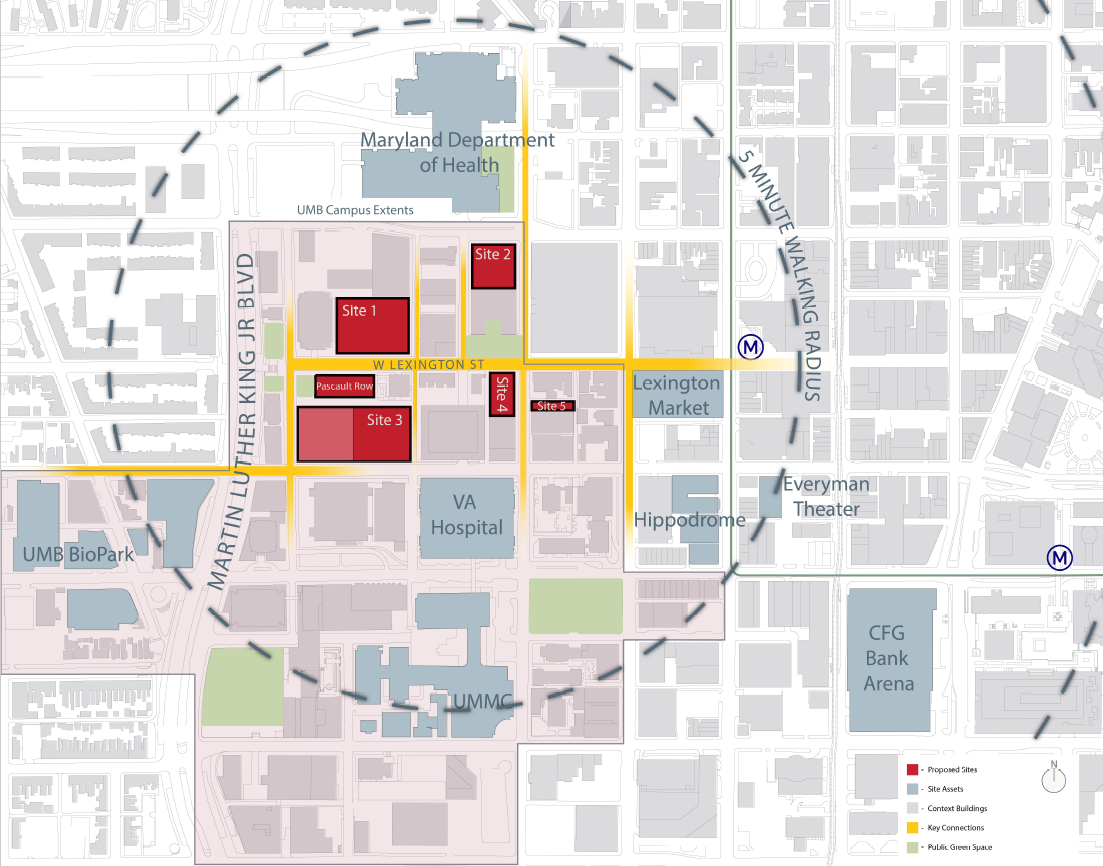 Maryland Department
of Health
5 MINUTE WALKING RADIUS
UMB Campus Extents
MARTIN LUTHER KING JR BLVD
Site 2
Site 1
M
W LEXINGTON ST
Pascault Row
Site 4
Site 5
Lexington
Market
Site 3
VA
Hospital
Hippodrome
Everyman
Theater
UMB BioPark
M
CFG
Bank
Arena
UMMC
N
- Proposed Sites
- Site Assets
- Context Buildings
- Key Connections
- Public Green Space